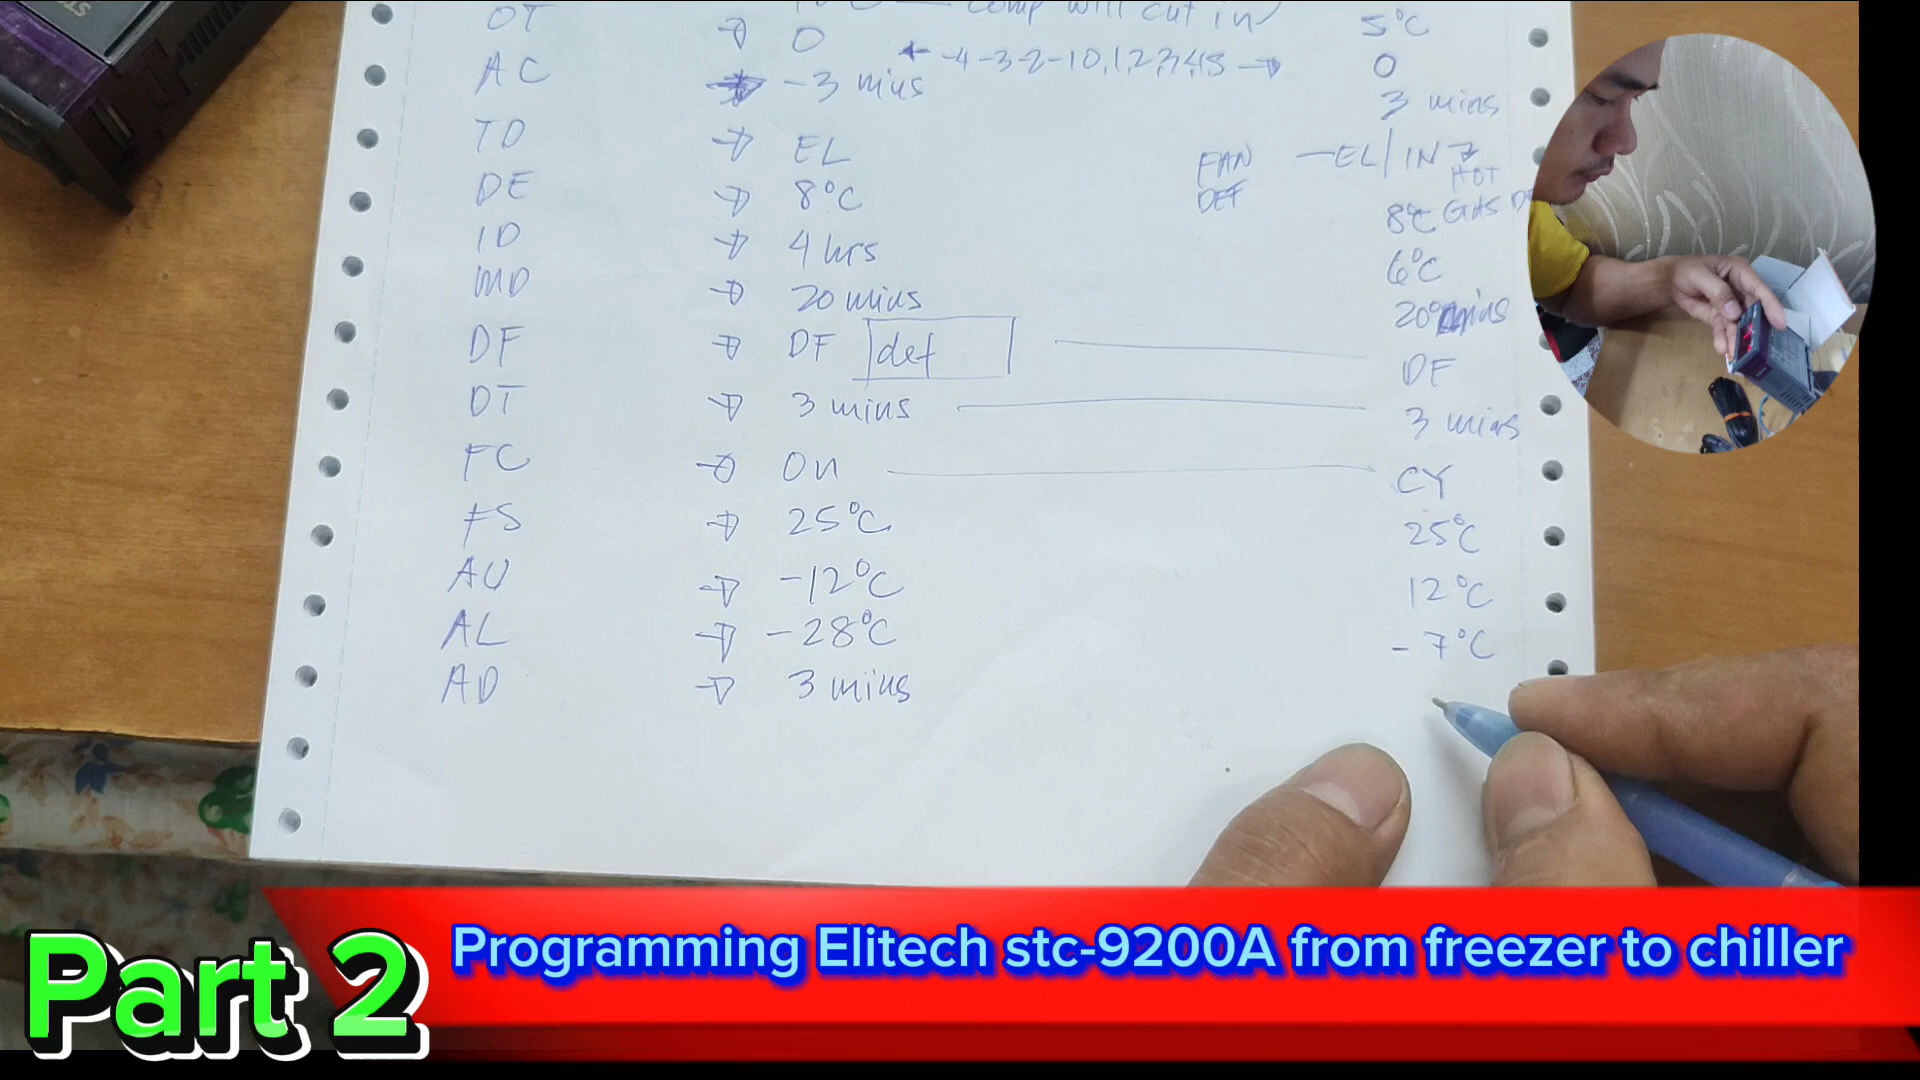 comp will cut in
OT → 0 ← -4-3-2-10,1,2,3,4,5 → 5°C
AC → -3 mins 0
3 mins
TD → EL FAN DEF — EL/IN → HOT GAS
DE → 8°C 8°C
ID → 4 hrs 6°C
MD → 20 mins 20 mins
DF → DF def DF
DT → 3 mins 3 mins
FC → On CY
FS → 25°C 25°C
AU → -12°C 12°C
AL → -28°C -7°C
AD → 3 mins
Part 2
Programming Elitech stc-9200A from freezer to chiller